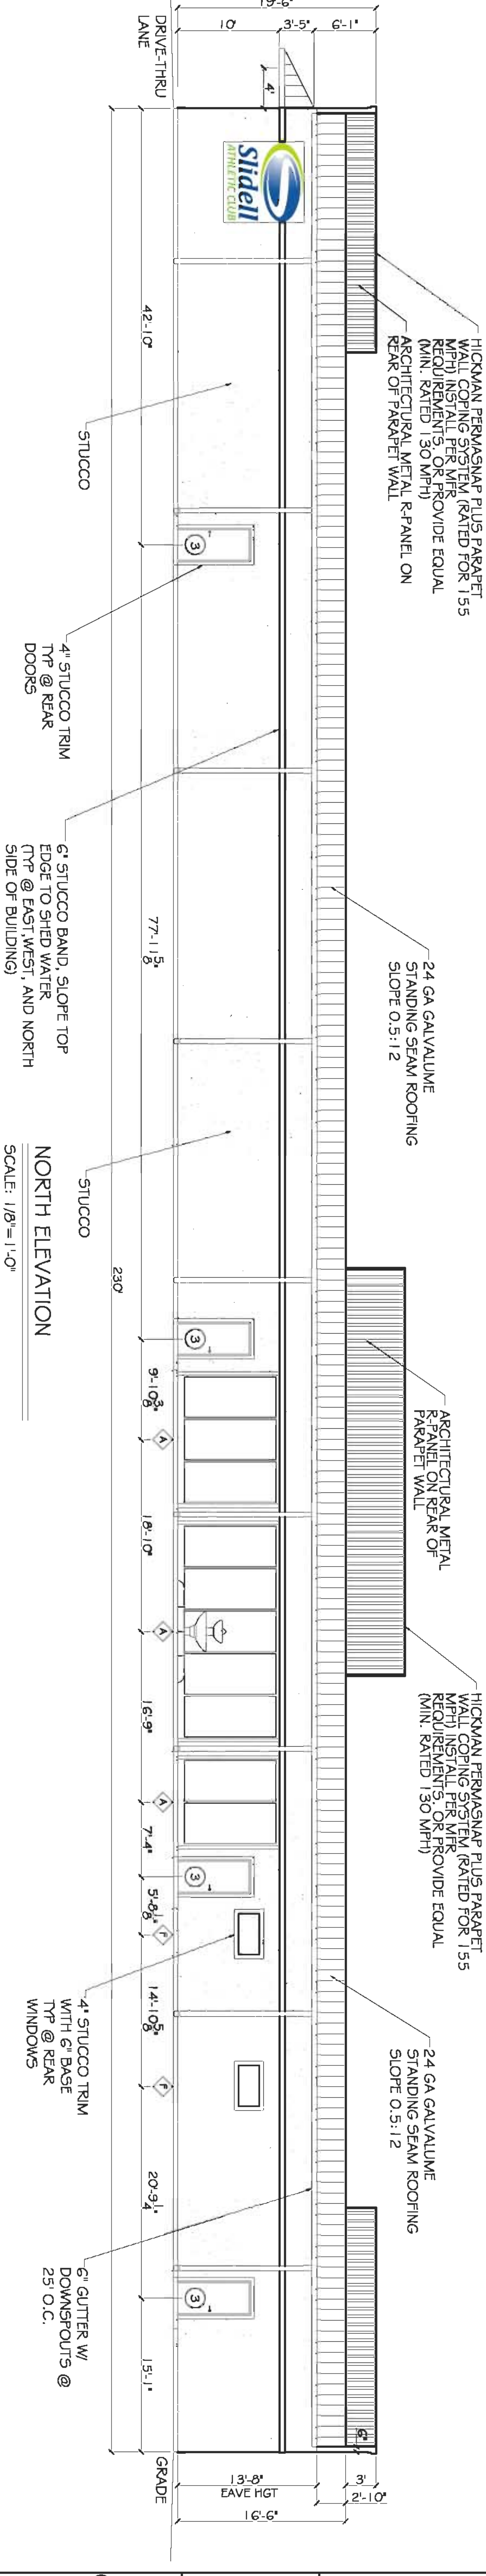 HICKMAN PERMASNAP PLUS PARAPET
WALL COPING SYSTEM (RATED FOR 155
MPH) INSTALL PER MFR
REQUIREMENTS, OR PROVIDE EQUAL
(MIN. RATED 130 MPH)
ARCHITECTURAL METAL R-PANEL ON
REAR OF PARAPET WALL
24 GA GALVALUME
STANDING SEAM ROOFING
SLOPE 0.5:12
ARCHITECTURAL METAL
R-PANEL ON REAR OF
PARAPET WALL
HICKMAN PERMASNAP PLUS PARAPET
WALL COPING SYSTEM (RATED FOR 155
MPH) INSTALL PER MFR
REQUIREMENTS, OR PROVIDE EQUAL
(MIN. RATED 130 MPH)
24 GA GALVALUME
STANDING SEAM ROOFING
SLOPE 0.5:12
19'-6"
6'-1"
3'-5"
10'
4'
Slidell
ATHLETIC CLUB
3
3
3
3
6"
3'
2'-10"
13'-8"
EAVE HGT
16'-6"
DRIVE-THRU
LANE
GRADE
A
A
A
F
F
42'-10"
77'-11 5/8"
9'-10 3/8"
18'-10"
16'-9"
7'-4"
5'-8 1/8"
14'-10 5/8"
20'-9 1/4"
15'-1"
230'
STUCCO
4" STUCCO TRIM
TYP @ REAR
DOORS
6" STUCCO BAND, SLOPE TOP
EDGE TO SHED WATER
(TYP @ EAST, WEST, AND NORTH
SIDE OF BUILDING)
STUCCO
4" STUCCO TRIM
WITH 6" BASE
TYP @ REAR
WINDOWS
6" GUTTER W/
DOWNSPOUTS @
25' O.C.
NORTH ELEVATION
SCALE: 1/8"=1'-0"